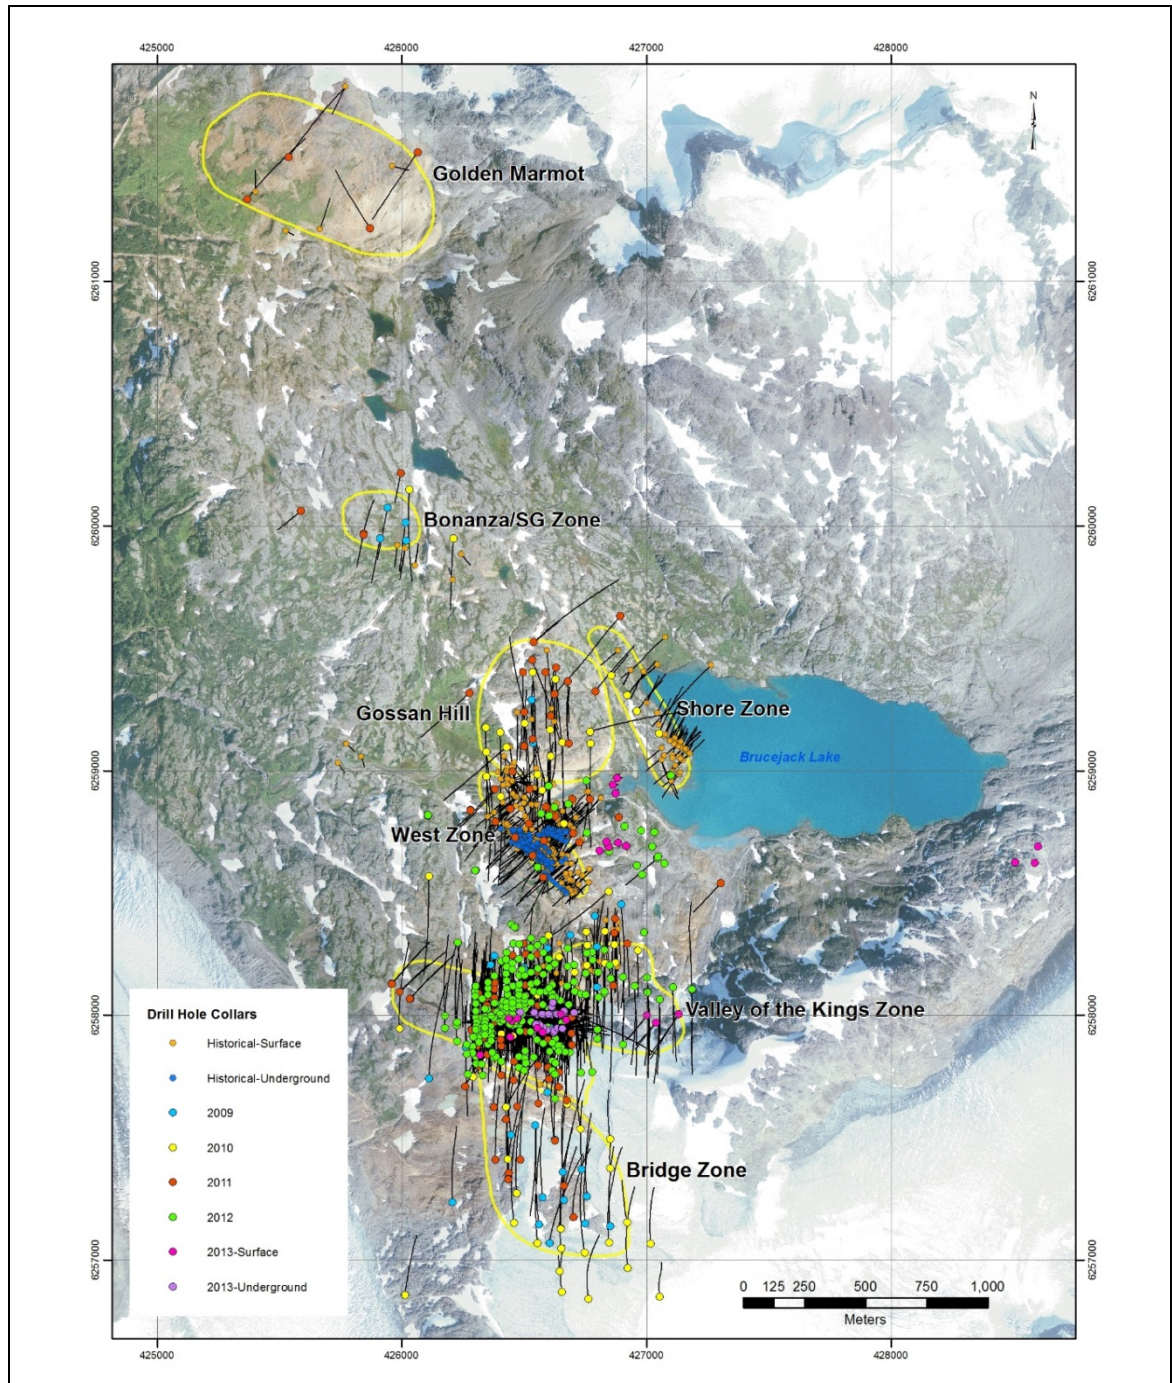 425000 426000 427000 428000
N
Golden Marmot
6261000 6261000
Bonanza/SG Zone
6260000 6260000
Gossan Hill
Shore Zone
Brucejack Lake
6259000 6259000
West Zone
Valley of the Kings Zone
6258000 6258000
Bridge Zone
6257000 6257000
Drill Hole Collars
Historical-Surface
Historical-Underground
2009
2010
2011
2012
2013-Surface
2013-Underground
0 125 250 500 750 1,000
Meters
425000 426000 427000 428000